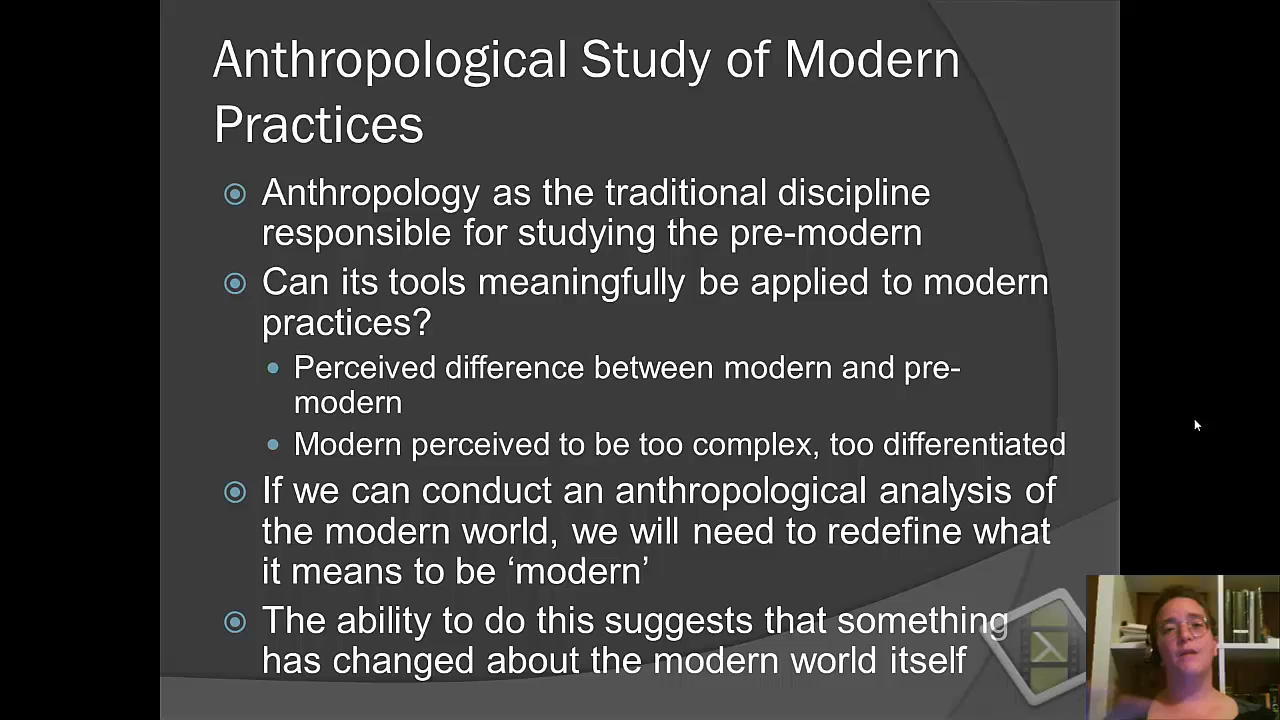 Anthropological Study of Modern
Practices
Anthropology as the traditional discipline
responsible for studying the pre-modern
Can its tools meaningfully be applied to modern
practices?
Perceived difference between modern and pre-
modern
Modern perceived to be too complex, too differentiated
If we can conduct an anthropological analysis of
the modern world, we will need to redefine what
it means to be ‘modern’
The ability to do this suggests that something
has changed about the modern world itself